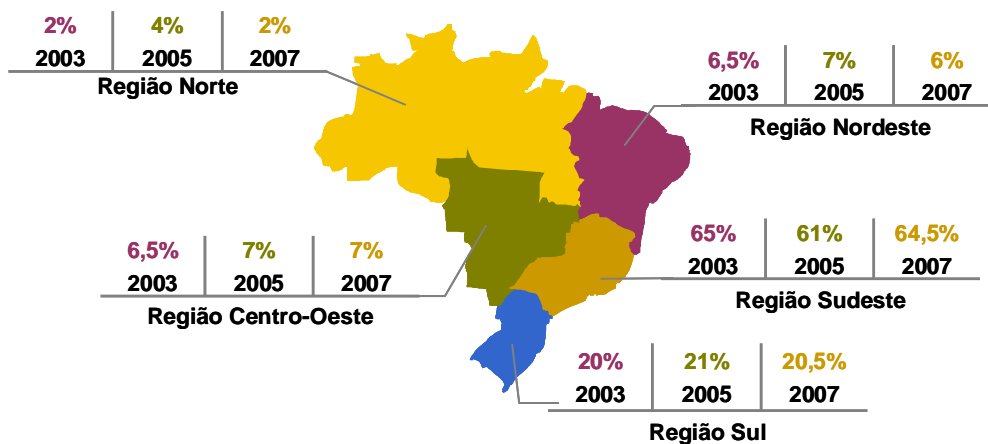 2% 4% 2%
2003 2005 2007
Região Norte
6,5% 7% 6%
2003 2005 2007
Região Nordeste
6,5% 7% 7%
2003 2005 2007
Região Centro-Oeste
65% 61% 64,5%
2003 2005 2007
Região Sudeste
20% 21% 20,5%
2003 2005 2007
Região Sul